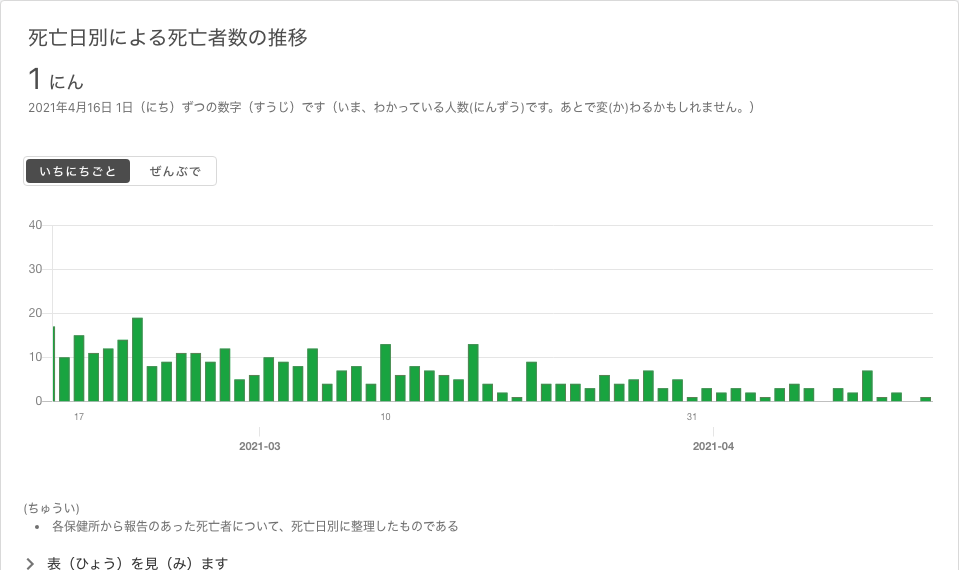 死亡日別による死亡者数の推移
1 にん
2021年4月16日 1日（にち）ずつの数字（すうじ）です（いま、わかっている人数(にんずう)です。あとで変(か)わるかもしれません。）
いちにちごと ぜんぶで
40
30
20
10
0
17 10 31
2021-03 2021-04
(ちゅうい)
• 各保健所から報告のあった死亡者について、死亡日別に整理したものである
表（ひょう）を見（み）ます